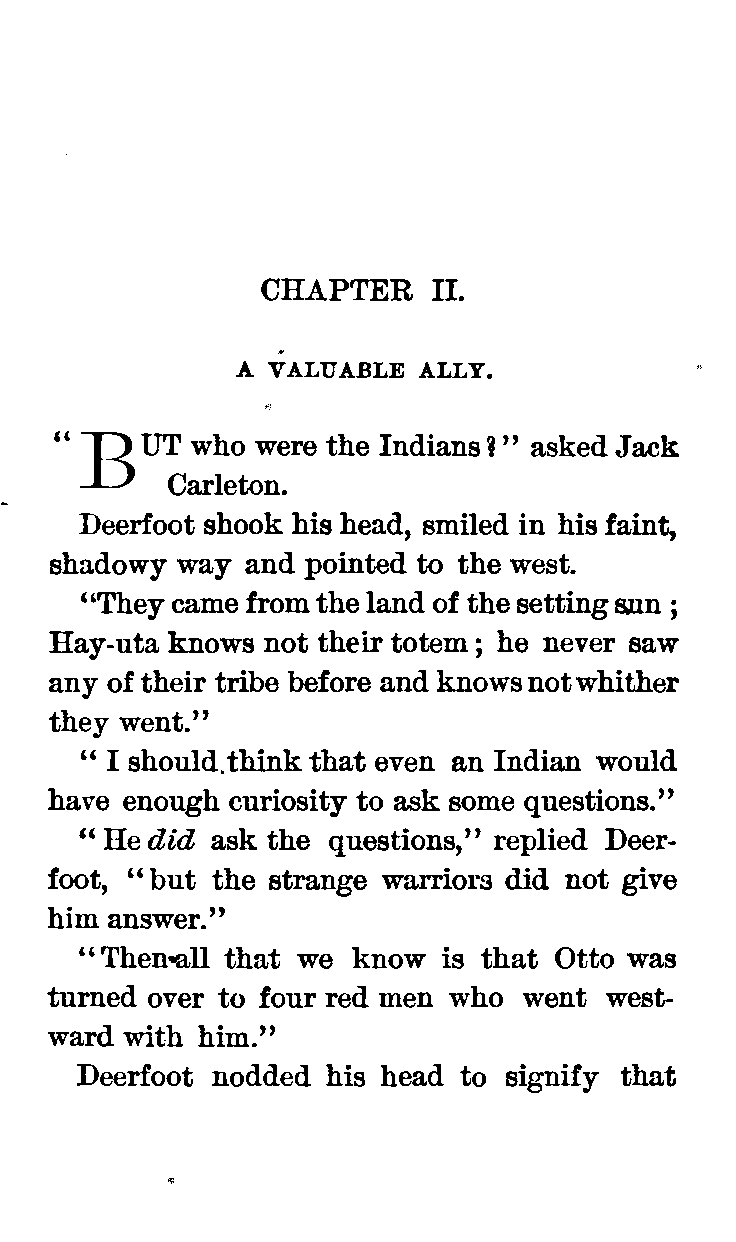 CHAPTER II.
A VALUABLE ALLY.
"BUT who were the Indians?" asked Jack
Carleton.
Deerfoot shook his head, smiled in his faint,
shadowy way and pointed to the west.
"They came from the land of the setting sun ;
Hay-uta knows not their totem ; he never saw
any of their tribe before and knows not whither
they went."
" I should think that even an Indian would
have enough curiosity to ask some questions."
" He did ask the questions," replied Deer-
foot, "but the strange warriors did not give
him answer."
"Then all that we know is that Otto was
turned over to four red men who went west-
ward with him."
Deerfoot nodded his head to signify that